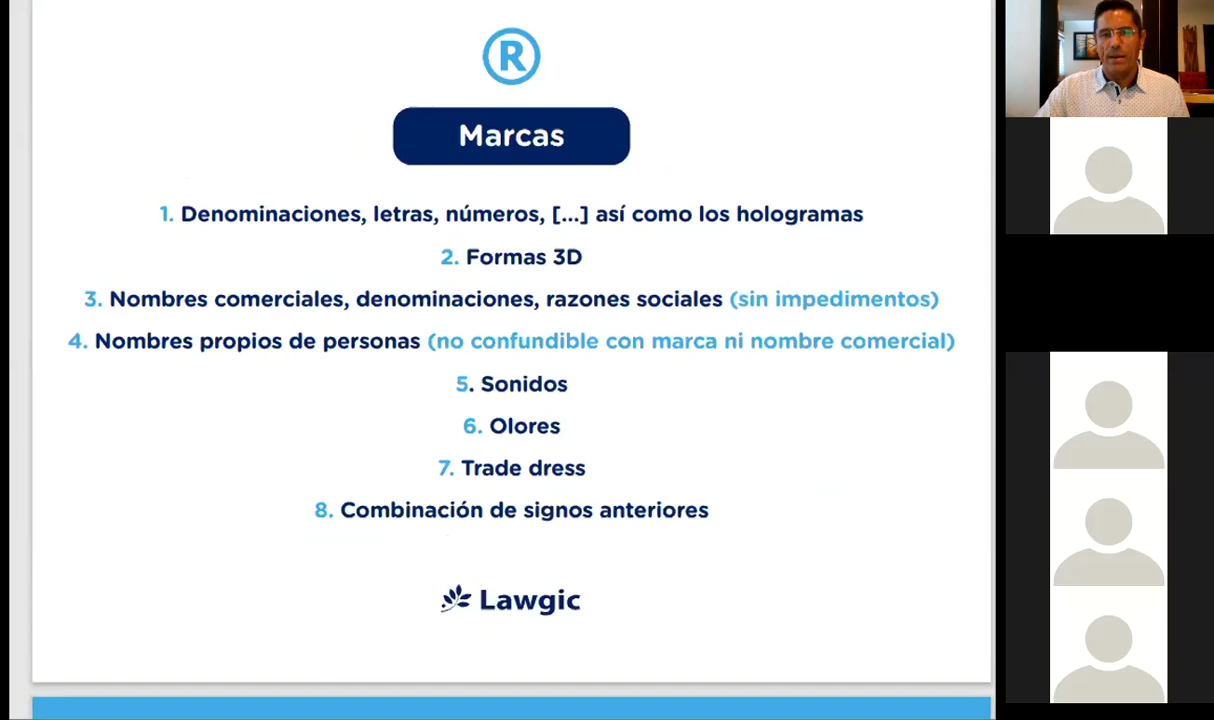 ®
Marcas
1. Denominaciones, letras, números, [...] así como los hologramas
2. Formas 3D
3. Nombres comerciales, denominaciones, razones sociales (sin impedimentos)
4. Nombres propios de personas (no confundible con marca ni nombre comercial)
5. Sonidos
6. Olores
7. Trade dress
8. Combinación de signos anteriores
Lawgic